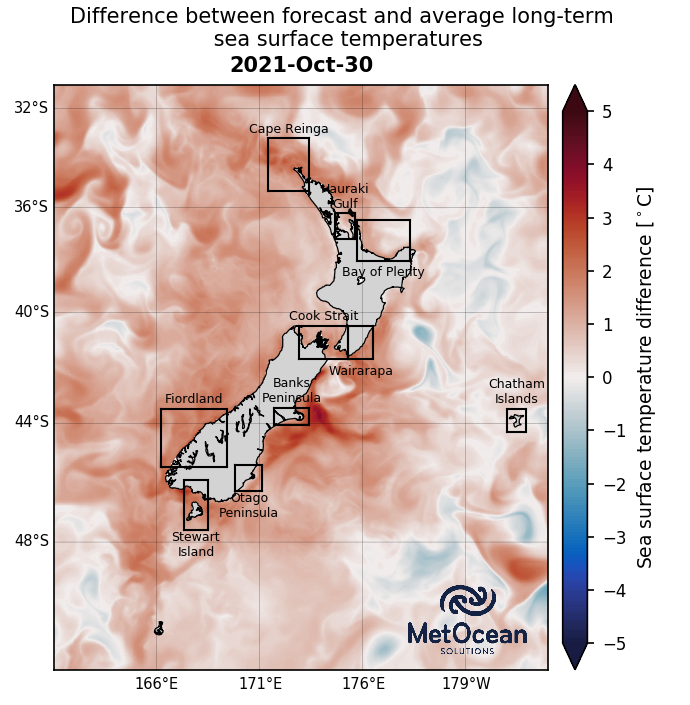 Difference between forecast and average long-term
sea surface temperatures
2021-Oct-30
32°S
36°S
40°S
44°S
48°S
166°E
171°E
176°E
179°W
Cape Reinga
Hauraki
Gulf
Bay of Plenty
Cook Strait
Wairarapa
Banks
Peninsula
Fiordland
Chatham
Islands
Otago
Peninsula
Stewart
Island
MetOcean
SOLUTIONS
5
4
3
2
1
0
−1
−2
−3
−4
−5
Sea surface temperature difference [°C]